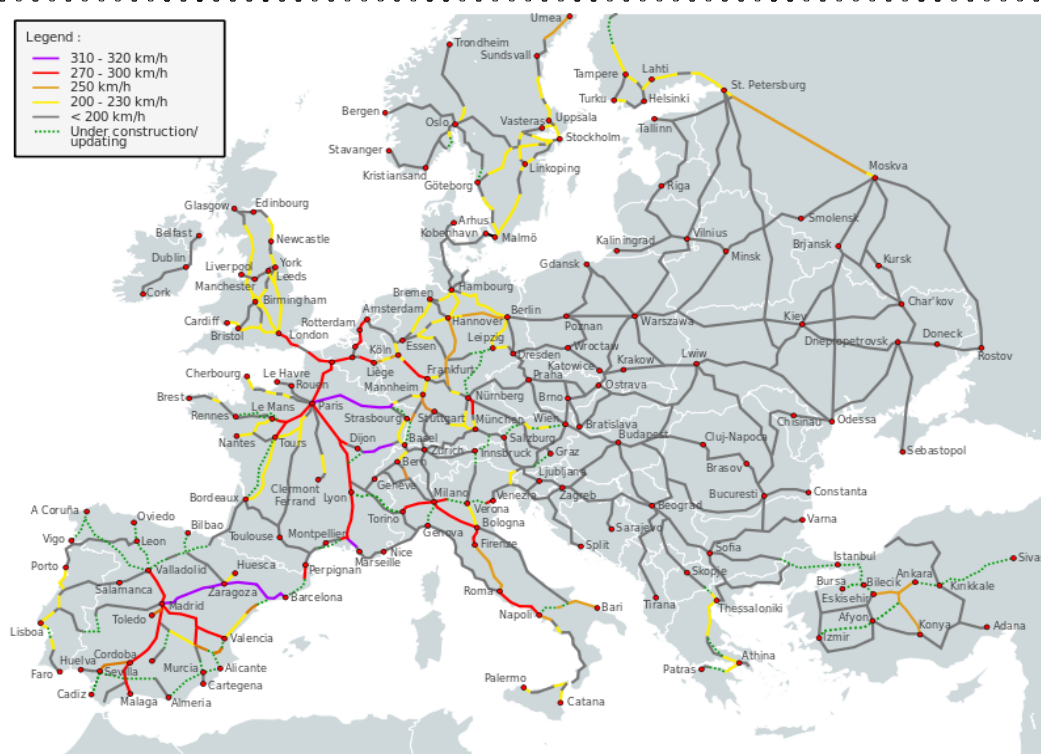 Legend :
310 - 320 km/h
270 - 300 km/h
250 km/h
200 - 230 km/h
< 200 km/h
Under construction/
updating
Umea
Trondheim
Sundsvall
Tampere
Lahti
St. Petersburg
Turku
Helsinki
Bergen
Oslo
Vasteras
Uppsala
Tallinn
Stockholm
Stavanger
Moskva
Kristiansand
Linkoping
Göteborg
Riga
Glasgow
Edinbourg
Arhus
Smolensk
Belfast
Kobenhavn
Malmö
Vilnius
Newcastle
Kaliningrad
Brjansk
Minsk
Dublin
Liverpool
York
Gdansk
Kursk
Leeds
Manchester
Cork
Bremen
Hambourg
Birmingham
Amsterdam
Char'kov
Cardiff
Rotterdam
Hannover
Berlin
Bristol
London
Poznan
Warszawa
Kiev
Leipzig
Essen
Köln
Dresden
Wroctaw
Dnepropetrovsk
Doneck
Rostov
Liège
Katowice
Krakow
Lwiw
Cherbourg
Le Havre
Frankfurt
Praha
Rouen
Mannheim
Ostrava
Brest
Le Mans
Paris
Nürnberg
Brno
Rennes
Strasbourg
Stuttgart
München
Wien
Chisinau
Odessa
Bratislava
Nantes
Tours
Dijon
Basel
Salzburg
Budapest
Cluj-Napoca
Zürich
Innsbruck
Graz
Sebastopol
Bern
Brasov
Clermont
Ferrand
Genève
Ljubljans
Bordeaux
Lyon
Milano
Venezia
Zagreb
Bucuresti
Constanta
A Coruña
Oviedo
Verona
Beograd
Bilbao
Torino
Bologna
Varna
Vigo
Leon
Toulouse
Montpellier
Genova
Sarajevo
Firenze
Nice
Split
Sofia
Marseille
Istanbul
Sivas
Porto
Valladolid
Huesca
Perpignan
Skopje
Bursa
Bilecik
Ankara
Kirikkale
Salamanca
Zaragoza
Roma
Eskisehir
Barcelona
Tirana
Thessaloniki
Madrid
Bari
Toledo
Napoli
Afyon
Lisboa
Valencia
Izmir
Konya
Adana
Cordoba
Huelva
Sevilla
Murcia
Alicante
Athina
Faro
Patras
Palermo
Cartegena
Cadiz
Malaga
Almeria
Catana